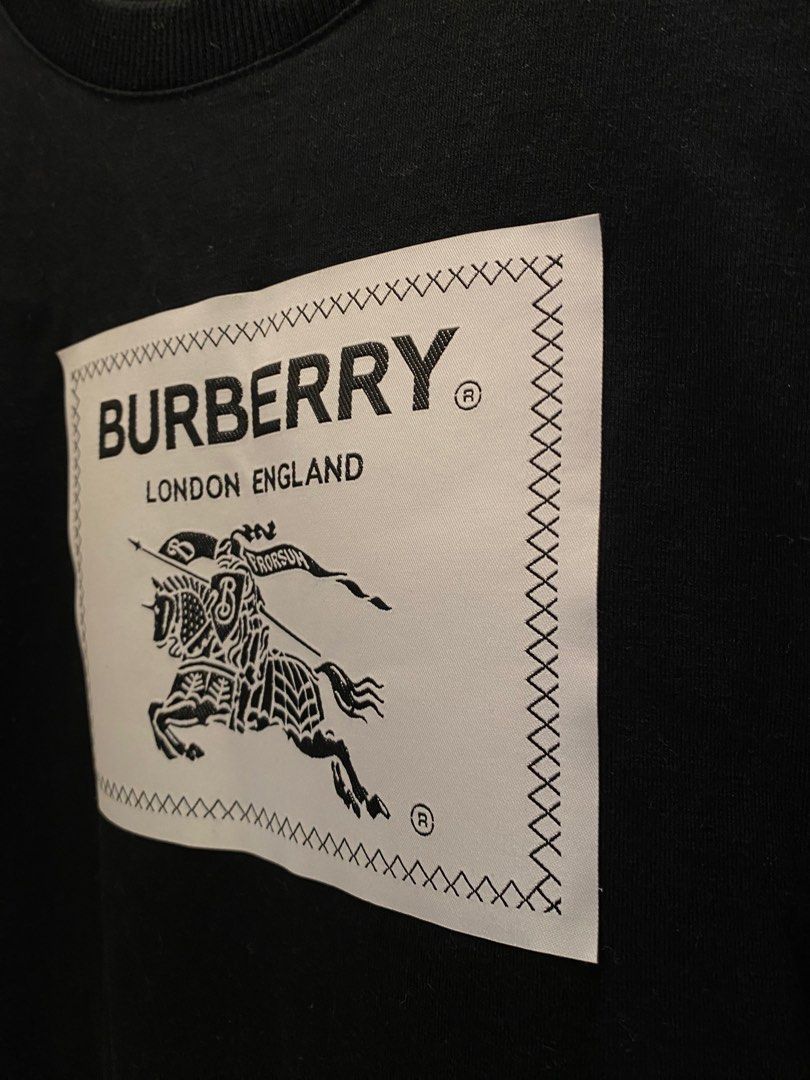 BURBERRY®
LONDON ENGLAND
PRORSUM
B
®